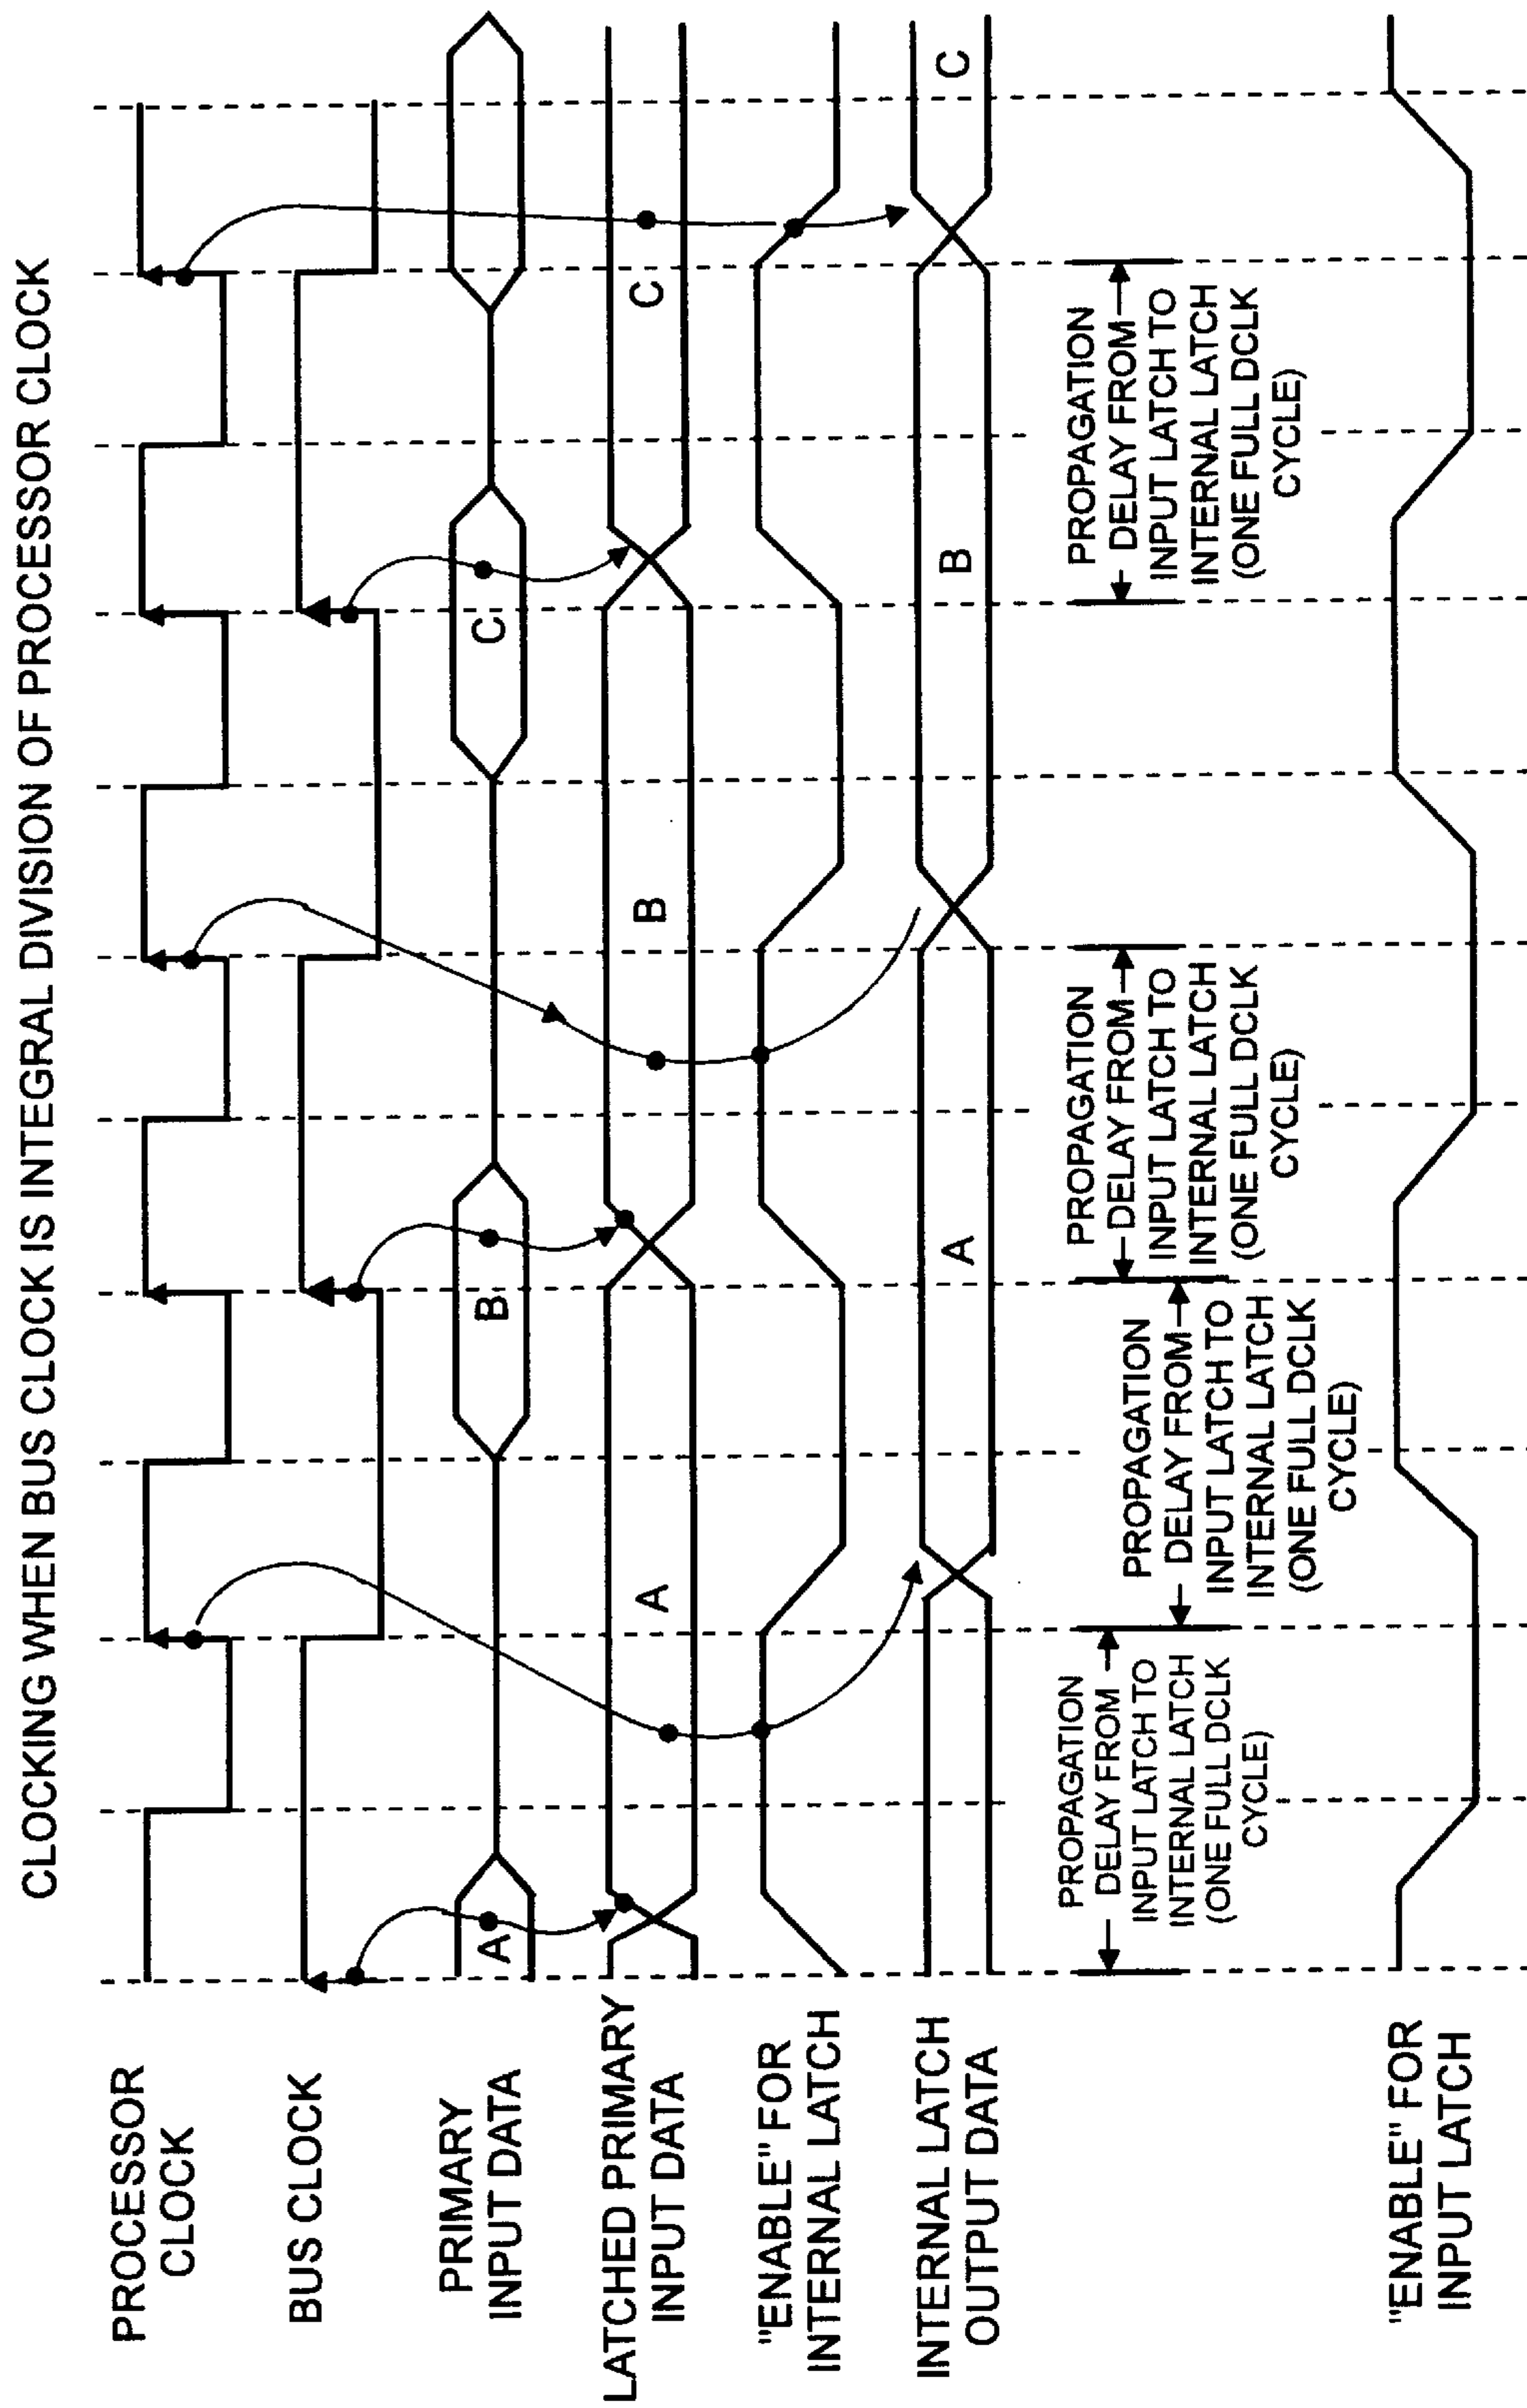 CLOCKING WHEN BUS CLOCK IS INTEGRAL DIVISION OF PROCESSOR CLOCK
PROCESSOR
CLOCK
BUS CLOCK
PRIMARY
INPUT DATA
A
B
C
LATCHED PRIMARY
INPUT DATA
A
B
C
"ENABLE" FOR
INTERNAL LATCH
INTERNAL LATCH
OUTPUT DATA
A
B
C
PROPAGATION
DELAY FROM
INPUT LATCH TO
INTERNAL LATCH
(ONE FULL DCLK
CYCLE)
PROPAGATION
DELAY FROM
INPUT LATCH TO
INTERNAL LATCH
(ONE FULL DCLK
CYCLE)
PROPAGATION
DELAY FROM
INPUT LATCH TO
INTERNAL LATCH
(ONE FULL DCLK
CYCLE)
PROPAGATION
DELAY FROM
INPUT LATCH TO
INTERNAL LATCH
(ONE FULL DCLK
CYCLE)
"ENABLE" FOR
INPUT LATCH